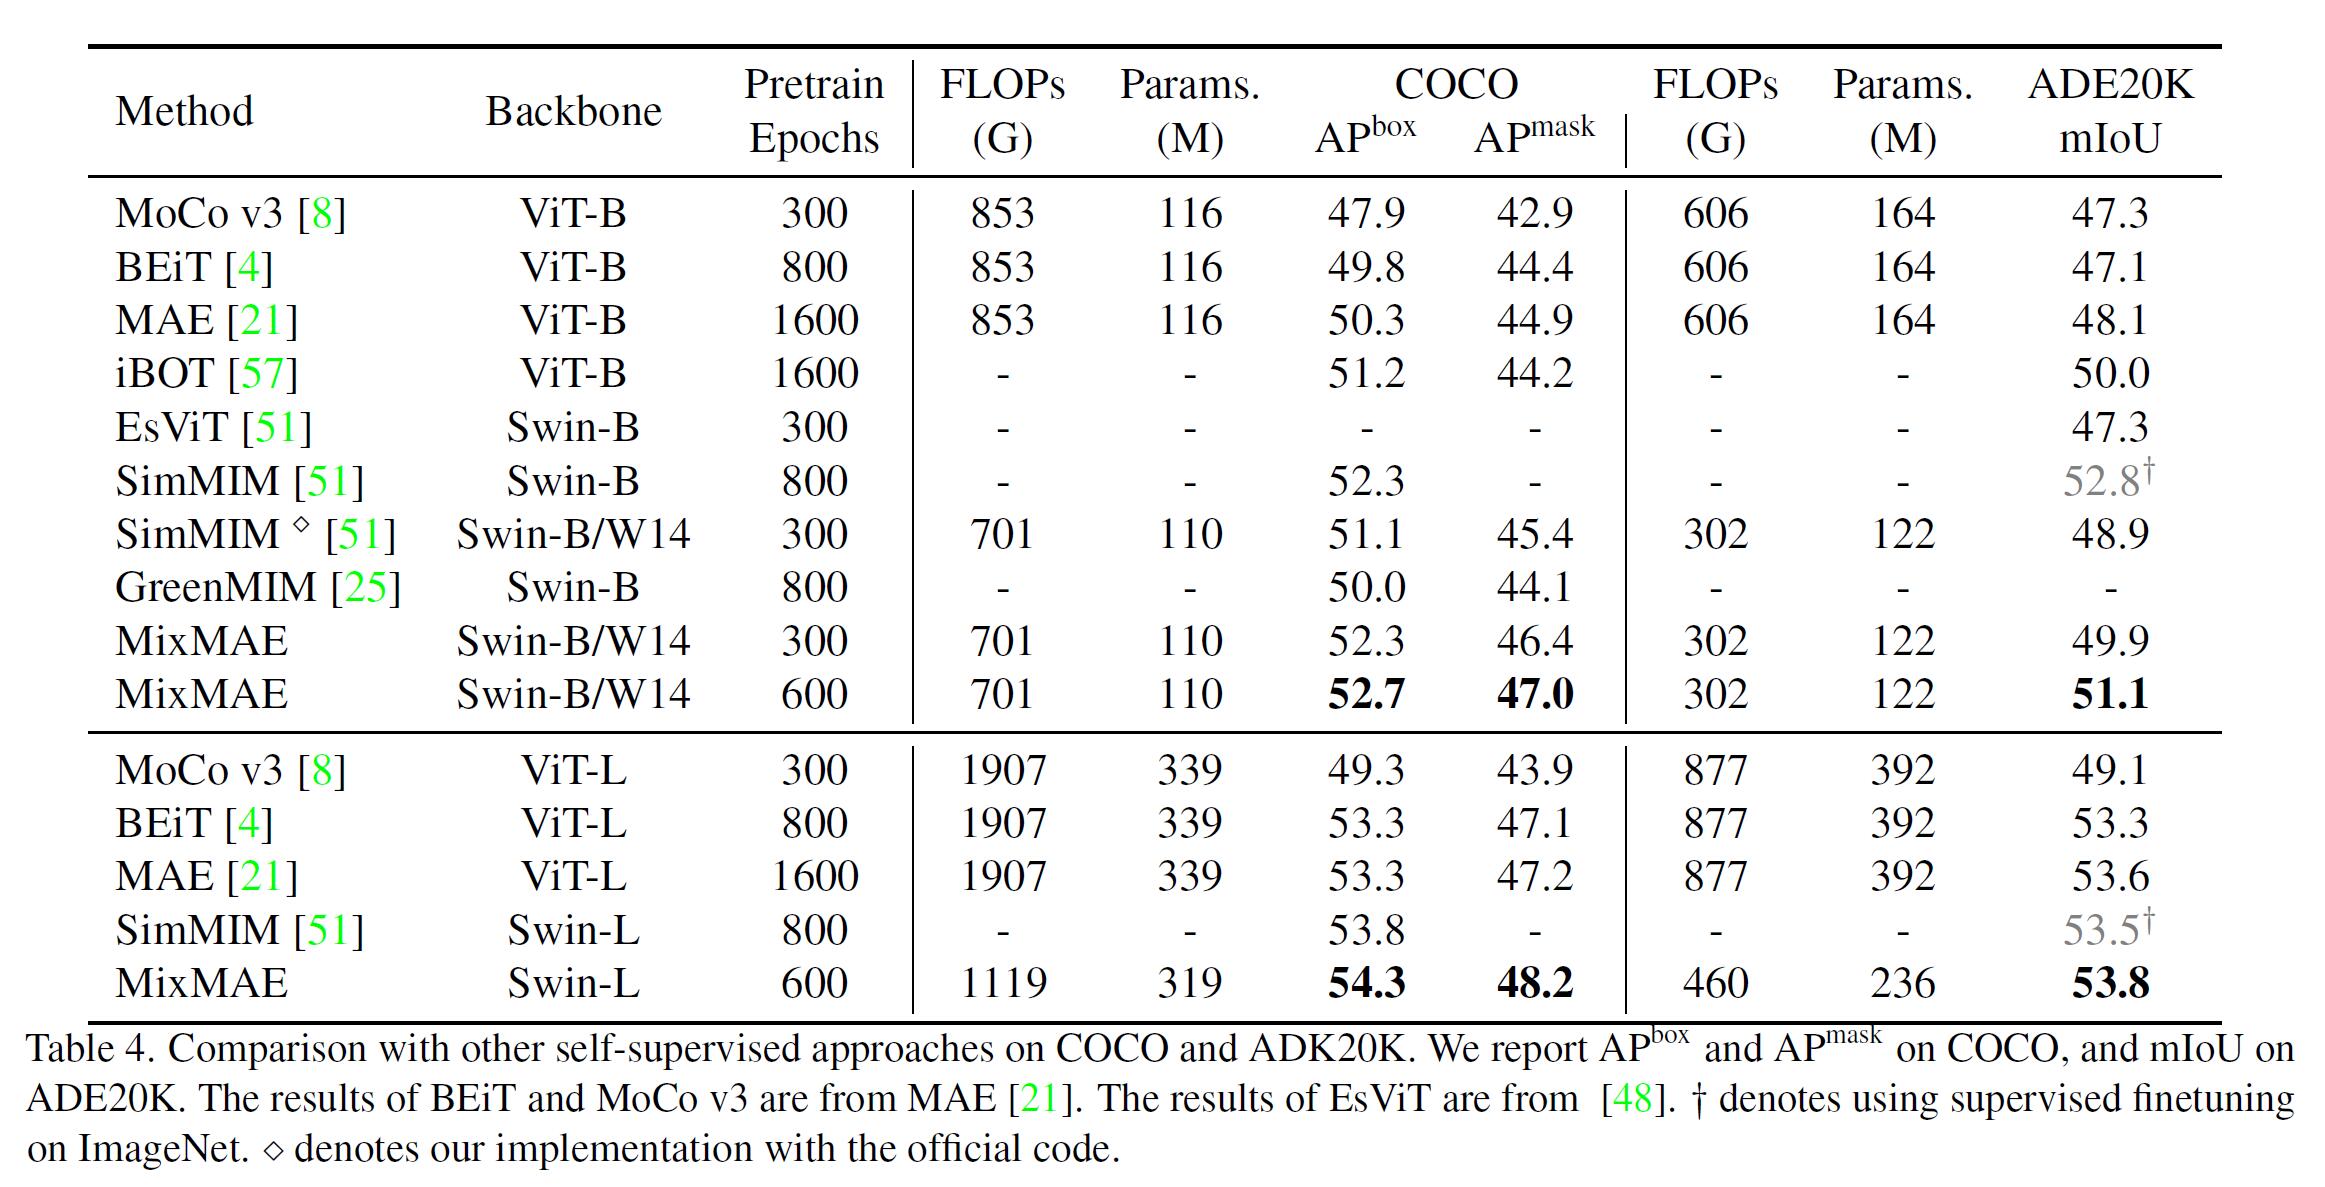 Method Backbone Pretrain Epochs FLOPs (G) Params. (M) COCO AP^box AP^mask FLOPs (G) Params. (M) ADE20K mIoU
MoCo v3 [8] ViT-B 300 853 116 47.9 42.9 606 164 47.3
BEiT [4] ViT-B 800 853 116 49.8 44.4 606 164 47.1
MAE [21] ViT-B 1600 853 116 50.3 44.9 606 164 48.1
iBOT [57] ViT-B 1600 - - 51.2 44.2 - - 50.0
EsViT [51] Swin-B 300 - - - - - - 47.3
SimMIM [51] Swin-B 800 - - 52.3 - - - 52.8†
SimMIM ⋄ [51] Swin-B/W14 300 701 110 51.1 45.4 302 122 48.9
GreenMIM [25] Swin-B 800 - - 50.0 44.1 - - -
MixMAE Swin-B/W14 300 701 110 52.3 46.4 302 122 49.9
MixMAE Swin-B/W14 600 701 110 52.7 47.0 302 122 51.1
MoCo v3 [8] ViT-L 300 1907 339 49.3 43.9 877 392 49.1
BEiT [4] ViT-L 800 1907 339 53.3 47.1 877 392 53.3
MAE [21] ViT-L 1600 1907 339 53.3 47.2 877 392 53.6
SimMIM [51] Swin-L 800 - - 53.8 - - - 53.5†
MixMAE Swin-L 600 1119 319 54.3 48.2 460 236 53.8
Table 4. Comparison with other self-supervised approaches on COCO and ADK20K. We report AP^box and AP^mask on COCO, and mIoU on
ADE20K. The results of BEiT and MoCo v3 are from MAE [21]. The results of EsViT are from [48]. † denotes using supervised finetuning
on ImageNet. ⋄ denotes our implementation with the official code.